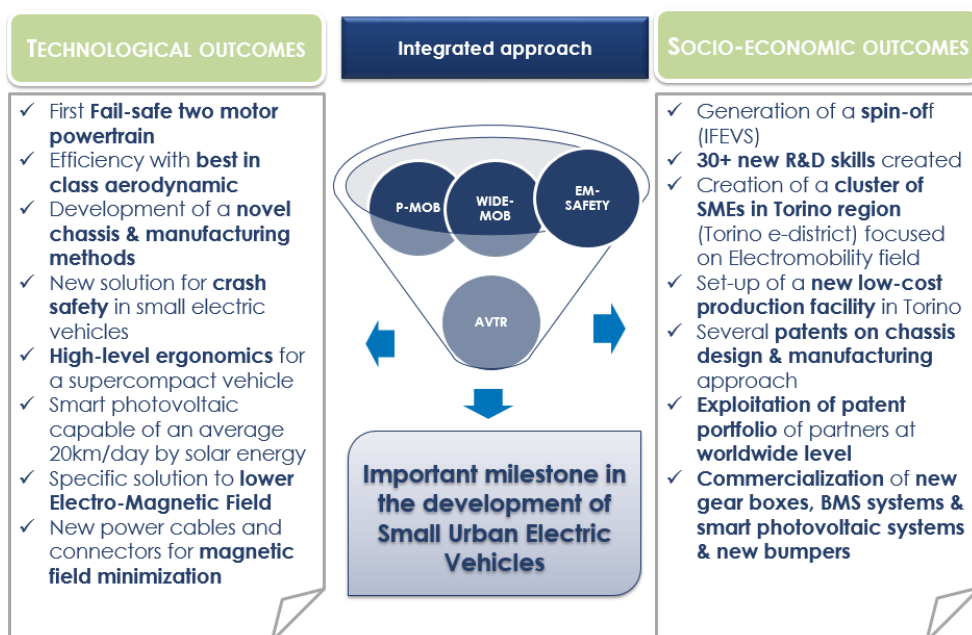 TECHNOLOGICAL OUTCOMES
✓ First Fail-safe two motor
powertrain
✓ Efficiency with best in
class aerodynamic
✓ Development of a novel
chassis & manufacturing
methods
✓ New solution for crash
safety in small electric
vehicles
✓ High-level ergonomics for
a supercompact vehicle
✓ Smart photovoltaic
capable of an average
20km/day by solar energy
✓ Specific solution to lower
Electro-Magnetic Field
✓ New power cables and
connectors for magnetic
field minimization
Integrated approach
P-MOB
WIDE-
MOB
EM-
SAFETY
AVTR
Important milestone in
the development of
Small Urban Electric
Vehicles
SOCIO-ECONOMIC OUTCOMES
✓ Generation of a spin-off
(IFEVS)
✓ 30+ new R&D skills created
✓ Creation of a cluster of
SMEs in Torino region
(Torino e-district) focused
on Electromobility field
✓ Set-up of a new low-cost
production facility in Torino
✓ Several patents on chassis
design & manufacturing
approach
✓ Exploitation of patent
portfolio of partners at
worldwide level
✓ Commercialization of new
gear boxes, BMS systems &
smart photovoltaic systems
& new bumpers